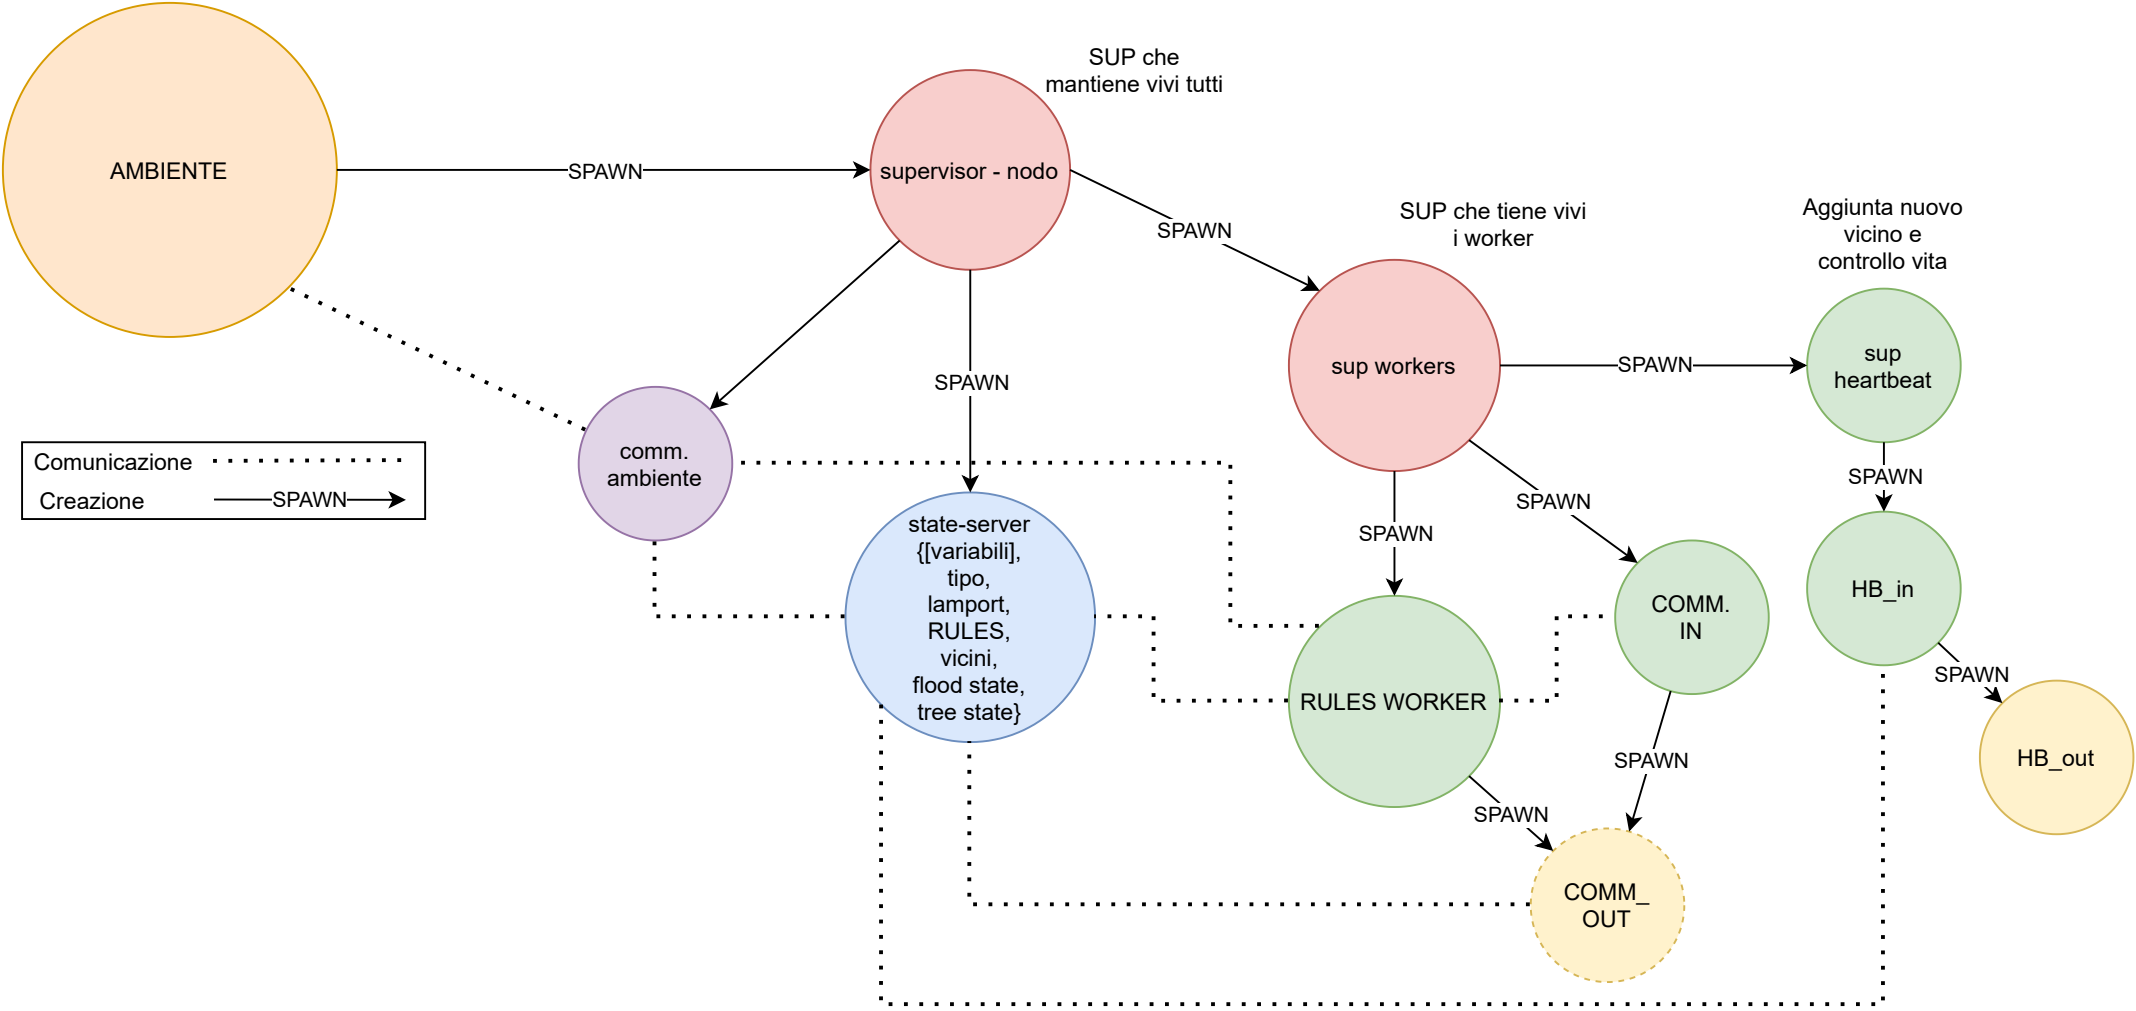 SUP che
mantiene vivi tutti
AMBIENTE
SPAWN
supervisor - nodo
SPAWN
SUP che tiene vivi
i worker
Aggiunta nuovo
vicino e
controllo vita
sup workers
SPAWN
sup
heartbeat
SPAWN
comm.
ambiente
Comunicazione
Creazione
SPAWN
state-server
{[variabili],
tipo,
lamport,
RULES,
vicini,
flood state,
tree state}
SPAWN
SPAWN
SPAWN
COMM.
IN
HB_in
SPAWN
RULES WORKER
HB_out
SPAWN
SPAWN
COMM_
OUT